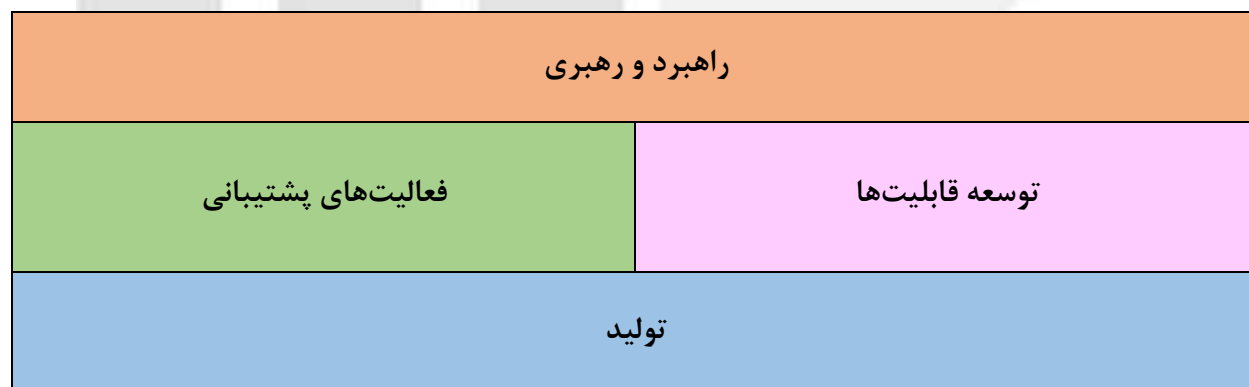 راهبرد و رهبری
توسعه قابلیت‌ها
فعالیت‌های پشتیبانی
تولید